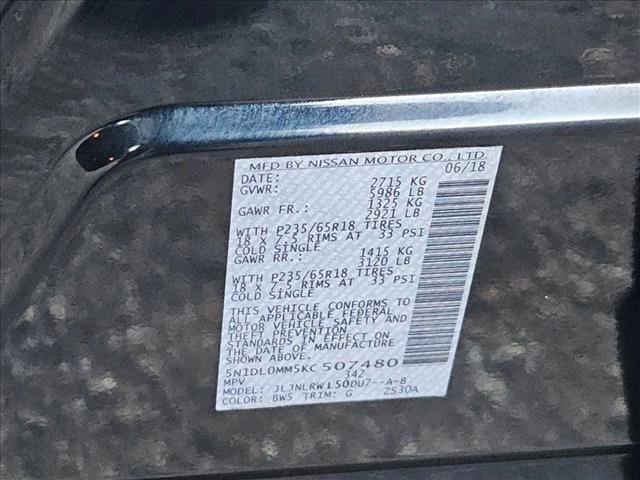 MFD BY NISSAN MOTOR CO., LTD
DATE: 06/18
GVWR: 2715 KG
5986 LB
GAWR FR.: 1325 KG
2921 LB
WITH P235/65R18 TIRES
18 X 7.5 RIMS AT 33 PSI
COLD SINGLE
GAWR RR.: 1415 KG
3120 LB
WITH P235/65R18 TIRES
18 X 7.5 RIMS AT 33 PSI
COLD SINGLE
THIS VEHICLE CONFORMS TO
ALL APPLICABLE FEDERAL
MOTOR VEHICLE SAFETY AND
THEFT PREVENTION
STANDARDS IN EFFECT ON
THE DATE OF MANUFACTURE
SHOWN ABOVE.
5N1DL0MM5KC507480
MPV 342
MODEL: JLJNLRWL50DU7--A-B
COLOR: BW5 TRIM: G ZS30A